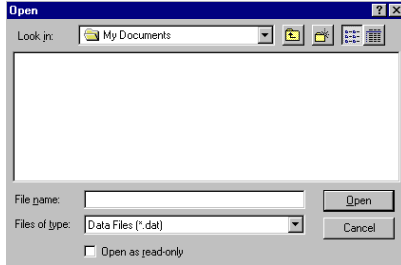 Open
Look in: My Documents
File name: Open
Files of type: Data Files (*.dat) Cancel
Open as read-only